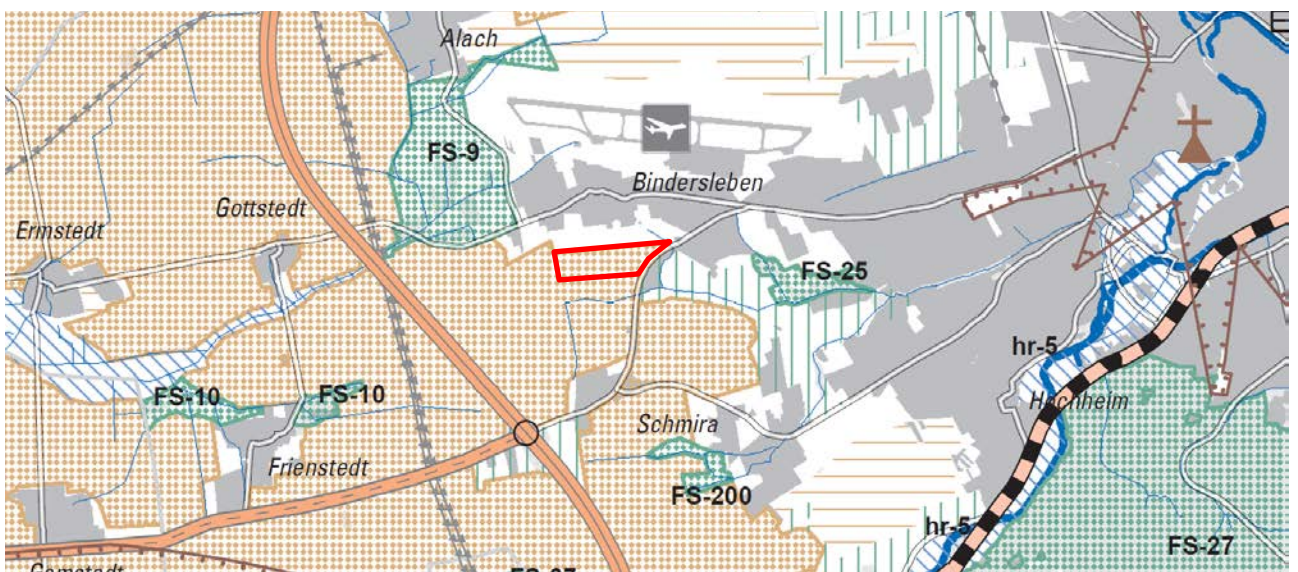 Alach
FS-9
Bindersleben
Gottstedt
Ermstedt
FS-25
hr-5
FS-10
FS-10
Hochheim
Schmira
Frienstedt
FS-200
hr-5
FS-27